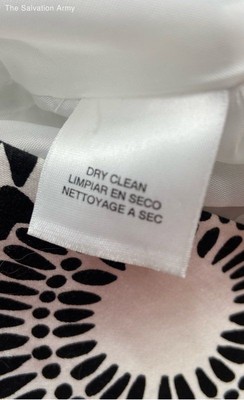 The Salvation Army
DRY CLEAN
LIMPIAR EN SECO
NETTOYAGE A SEC